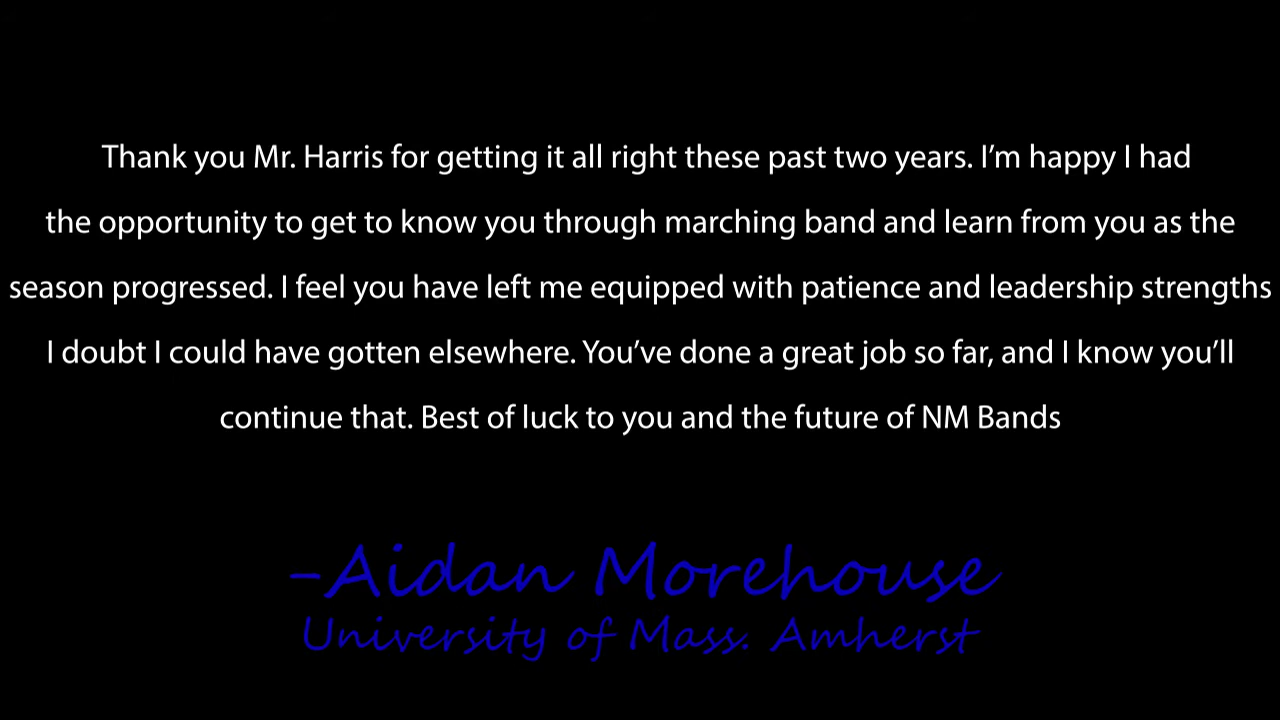 Thank you Mr. Harris for getting it all right these past two years. I’m happy I had
the opportunity to get to know you through marching band and learn from you as the
season progressed. I feel you have left me equipped with patience and leadership strengths
I doubt I could have gotten elsewhere. You’ve done a great job so far, and I know you’ll
continue that. Best of luck to you and the future of NM Bands
-Aidan Morehouse
University of Mass. Amherst